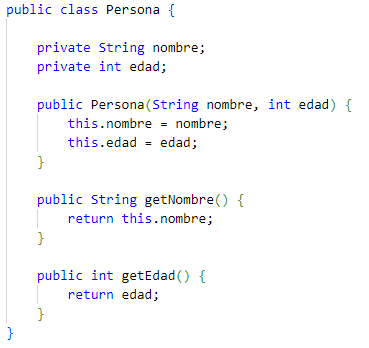 public class Persona {
private String nombre;
private int edad;
public Persona(String nombre, int edad) {
this.nombre = nombre;
this.edad = edad;
}
public String getNombre() {
return this.nombre;
}
public int getEdad() {
return edad;
}
}